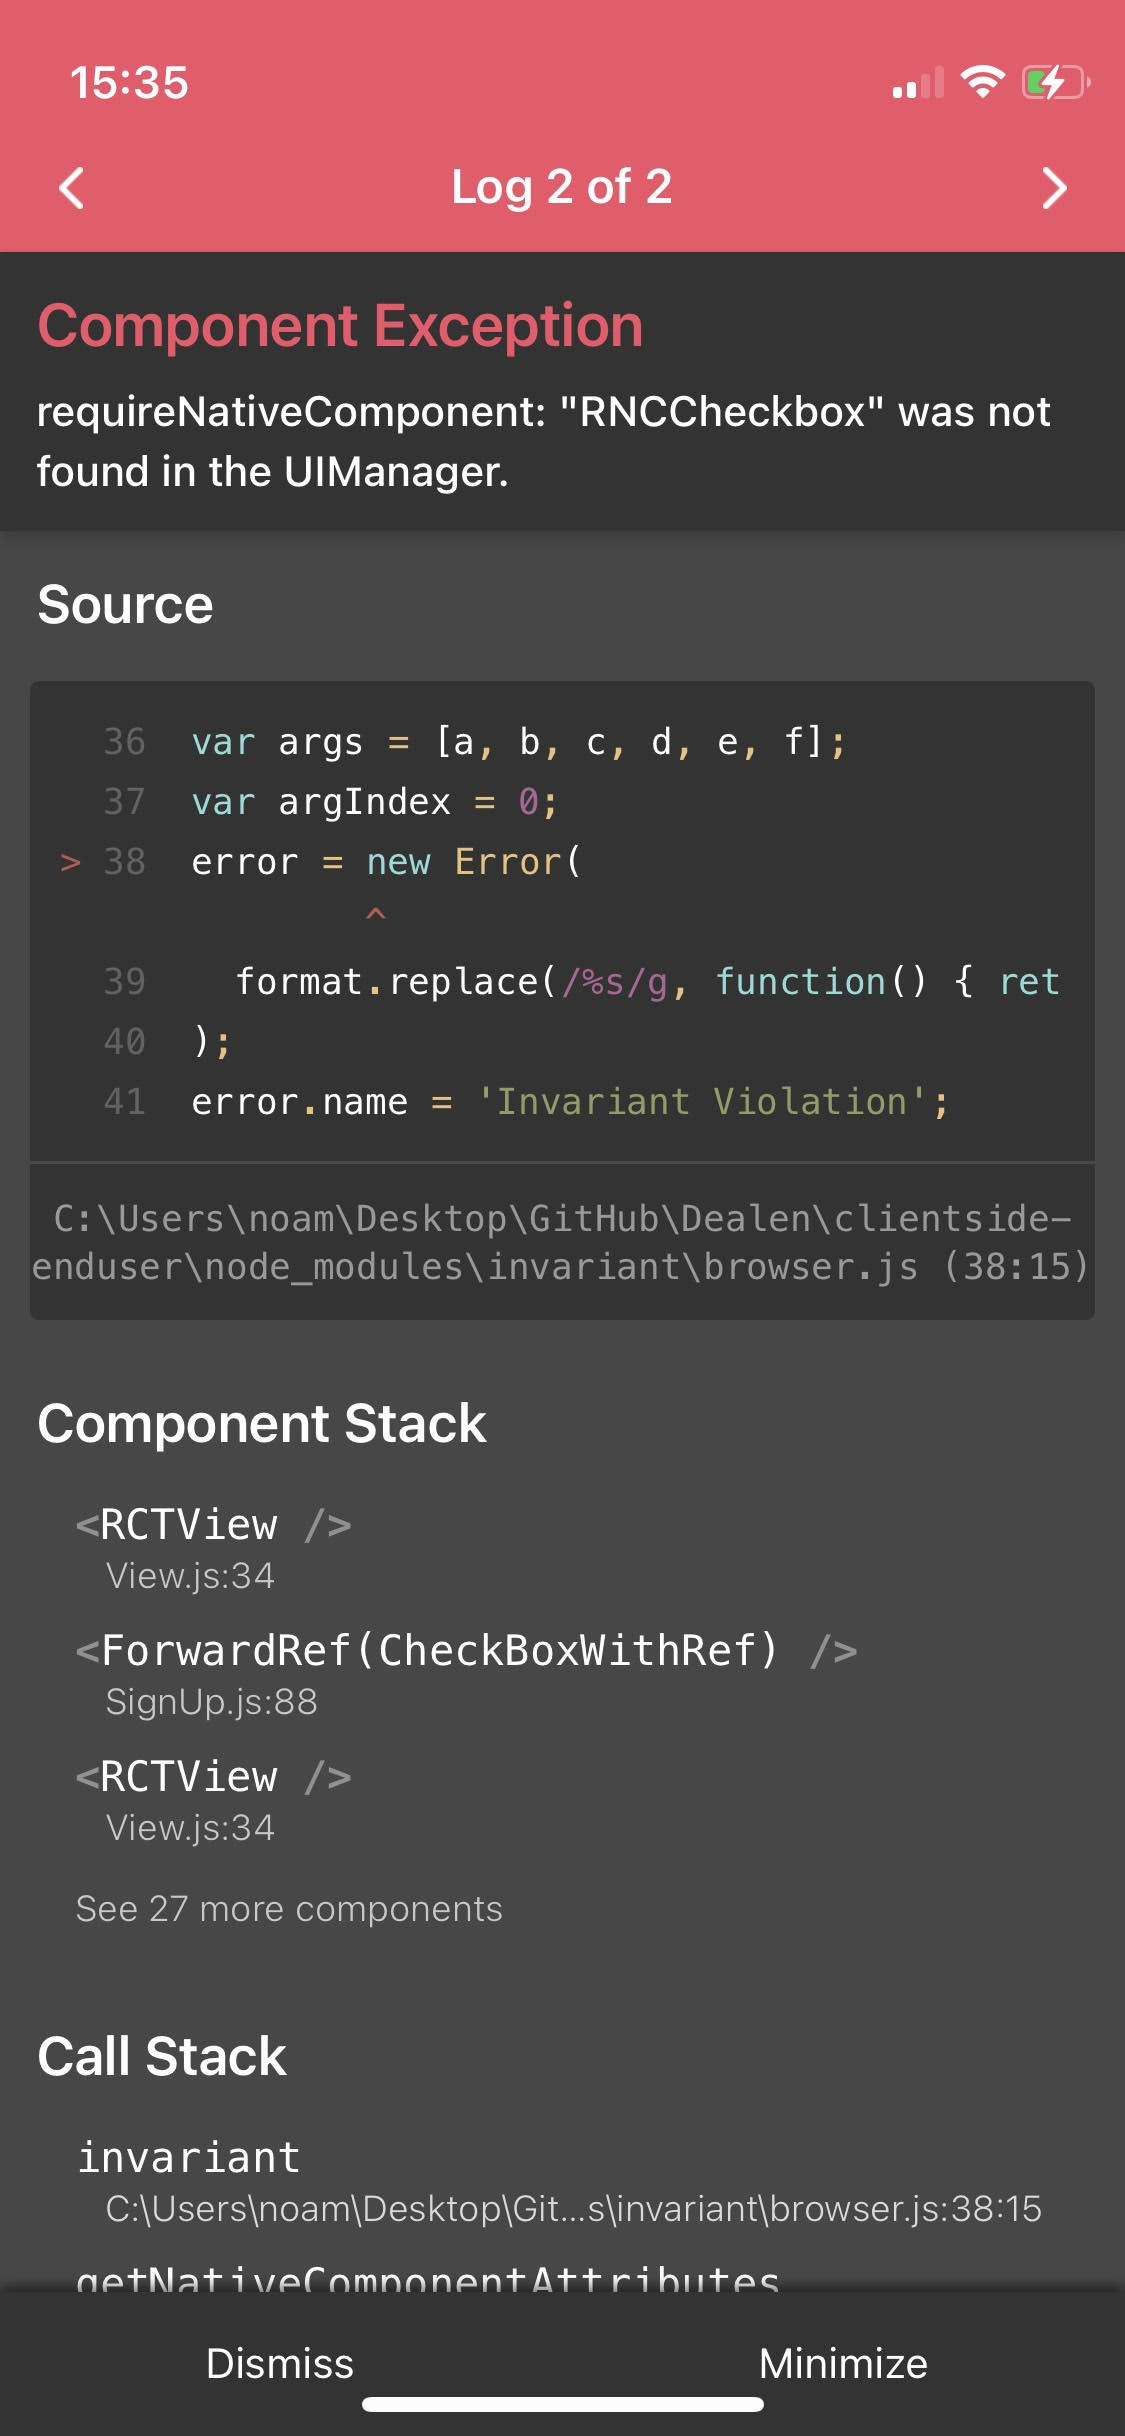 15:35
Log 2 of 2
Component Exception
requireNativeComponent: "RNCCheckbox" was not
found in the UIManager.
Source
36 var args = [a, b, c, d, e, f];
37 var argIndex = 0;
> 38 error = new Error(
^
39 format.replace(/%s/g, function() { ret
40 );
41 error.name = 'Invariant Violation';
C:\Users\noam\Desktop\GitHub\Dealen\clientside-
enduser\node_modules\invariant\browser.js (38:15)
Component Stack
<RCTView />
View.js:34
<ForwardRef(CheckBoxWithRef) />
SignUp.js:88
<RCTView />
View.js:34
See 27 more components
Call Stack
invariant
C:\Users\noam\Desktop\Git...s\invariant\browser.js:38:15
getNativeComponentAttributes
Dismiss Minimize